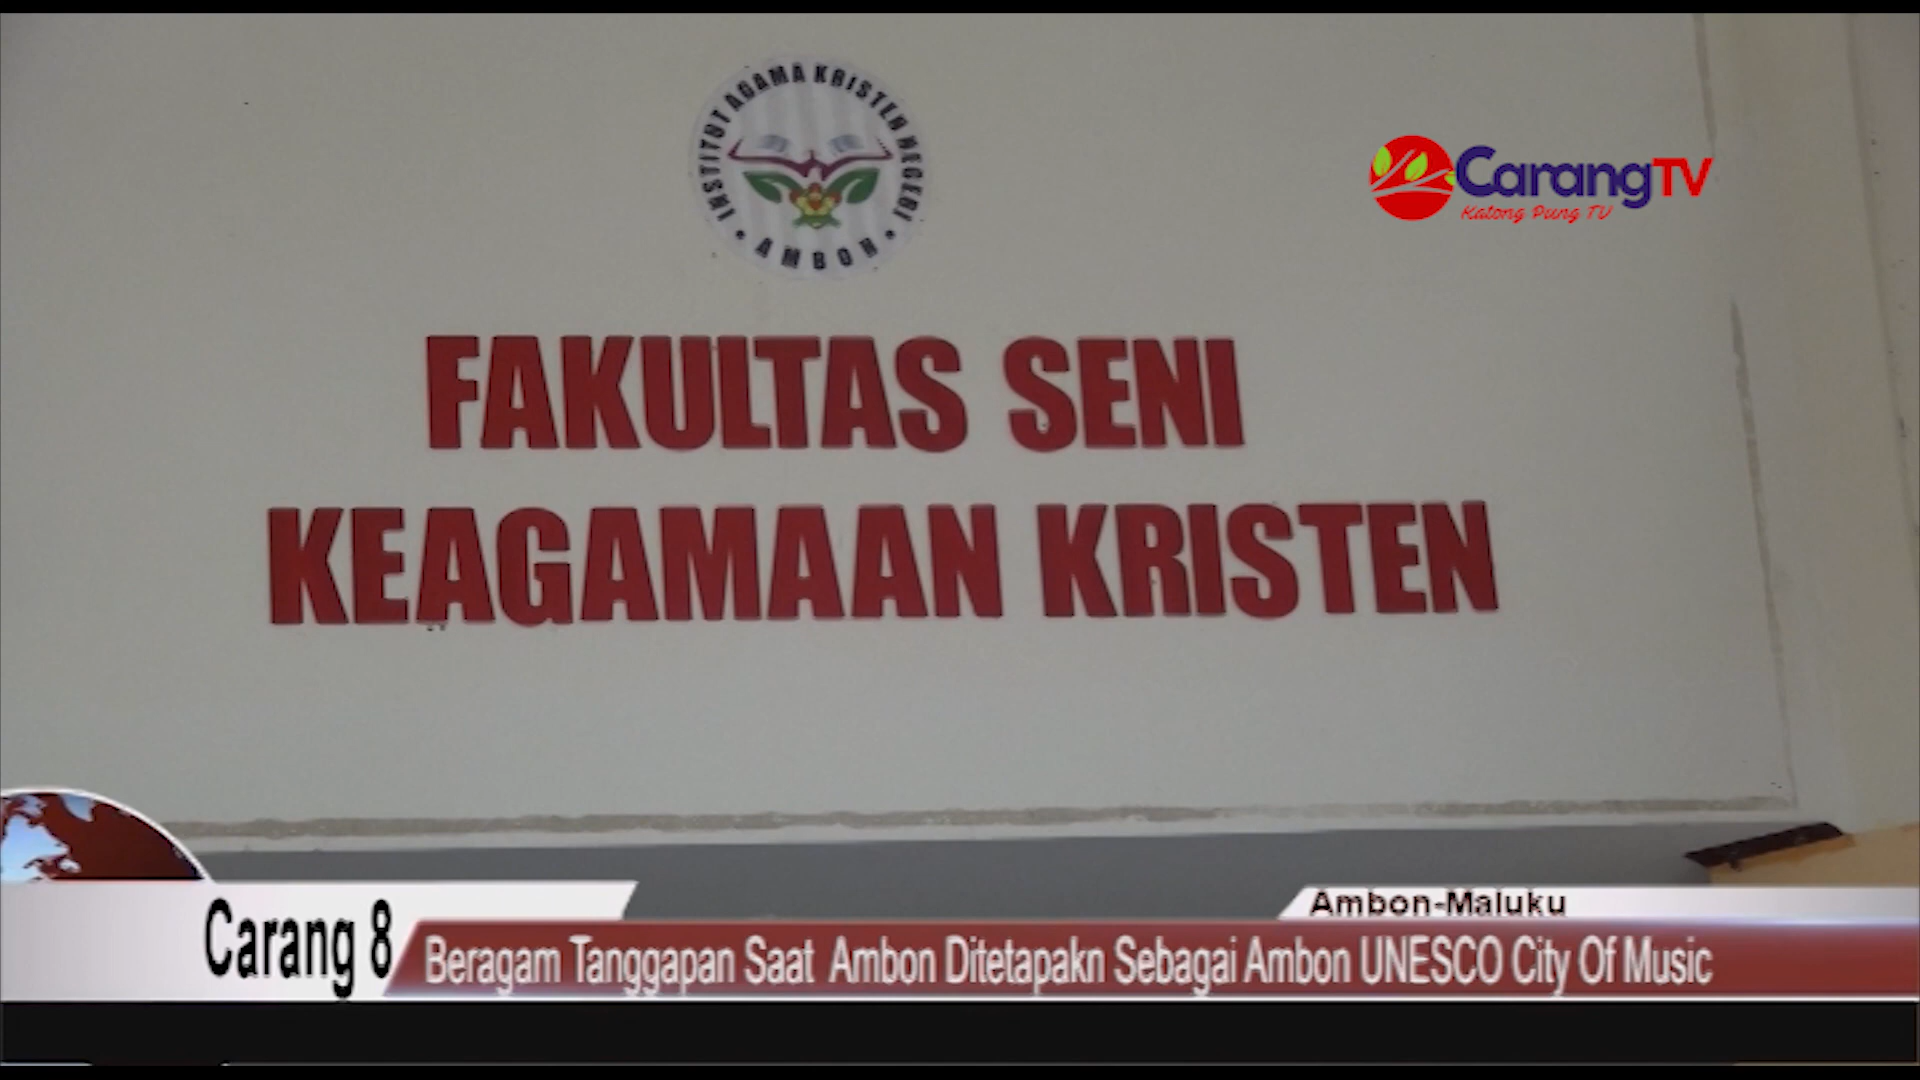 INSTITUT AGAMA KRISTEN NEGERI
• AMBON •
CarangTV
Katong Pung TV
FAKULTAS SENI
KEAGAMAAN KRISTEN
Ambon-Maluku
Carang 8
Beragam Tanggapan Saat Ambon Ditetapakn Sebagai Ambon UNESCO City Of Music